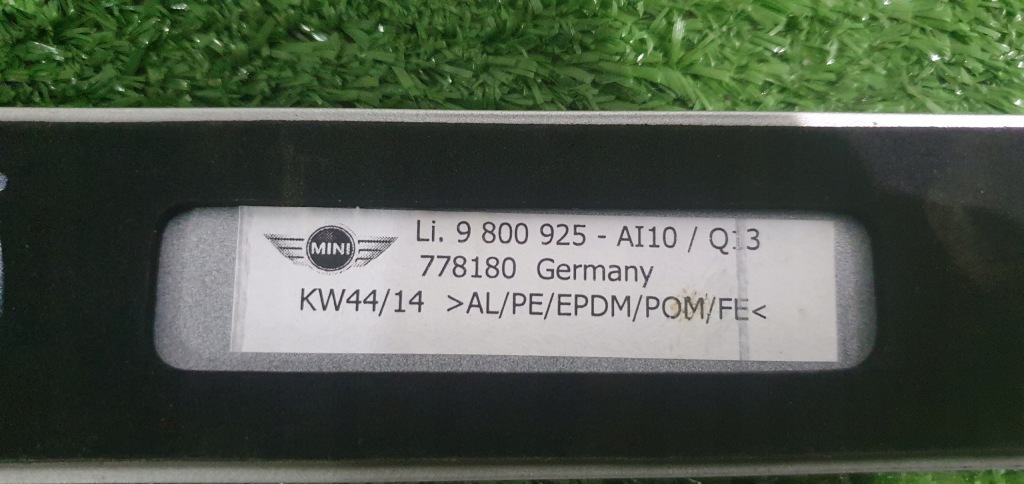 MINI
Li. 9 800 925 - AI10 / Q13
778180 Germany
KW44/14 >AL/PE/EPDM/POM/FE<